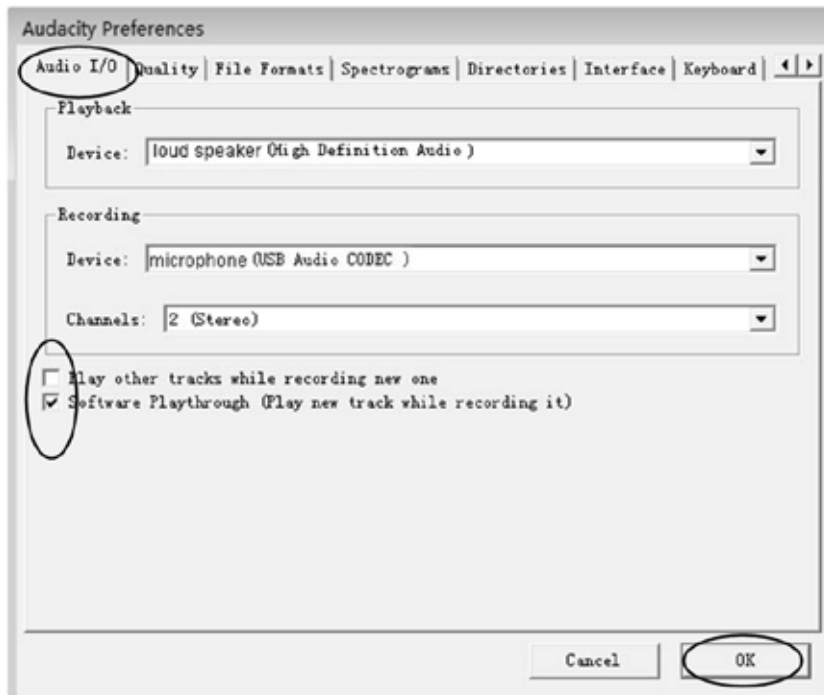 Audacity Preferences
Audio I/O Quality File Formats Spectrograms Directories Interface Keyboard
Playback
Device: loud speaker (High Definition Audio )
Recording
Device: microphone (USB Audio CODEC )
Channels: 2 (Stereo)
Play other tracks while recording new one
Software Playthrough (Play new track while recording it)
Cancel OK